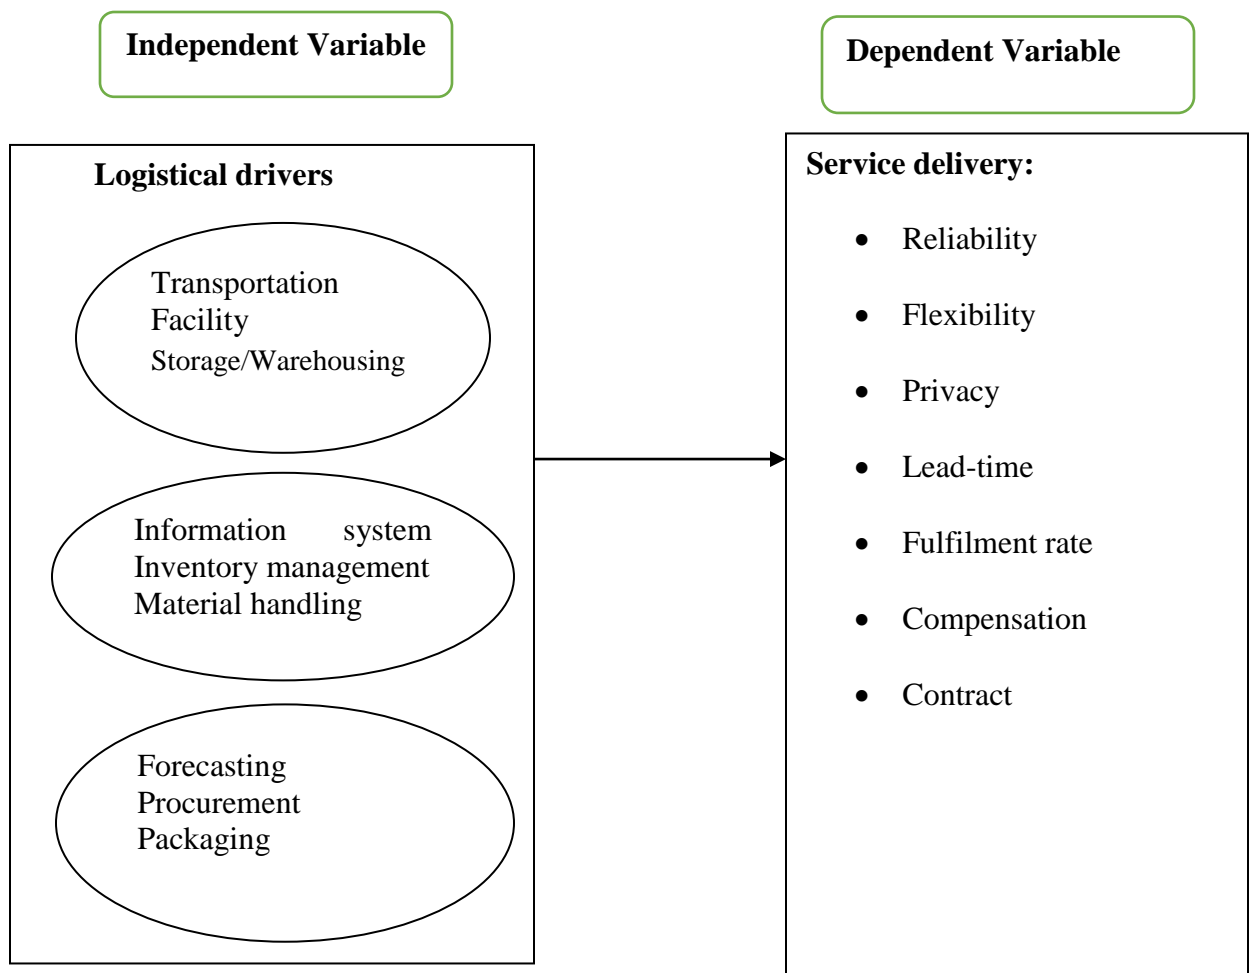 Independent Variable
Dependent Variable
Logistical drivers
Transportation
Facility
Storage/Warehousing
Information system
Inventory management
Material handling
Forecasting
Procurement
Packaging
Service delivery:
• Reliability
• Flexibility
• Privacy
• Lead-time
• Fulfilment rate
• Compensation
• Contract